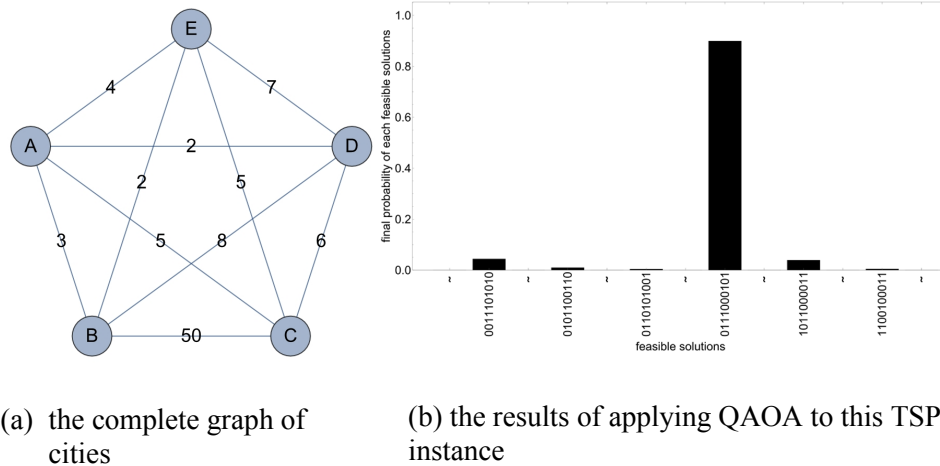 E
4
7
A
2
D
2
5
3
5
8
6
B
50
C
final probability of each feasible solutions
1.0
0.8
0.6
0.4
0.2
0.0
~
0011101010
~
0101100110
~
0110101001
~
0111000101
~
1011000011
~
1100100011
~
feasible solutions
(a) the complete graph of
cities
(b) the results of applying QAOA to this TSP
instance